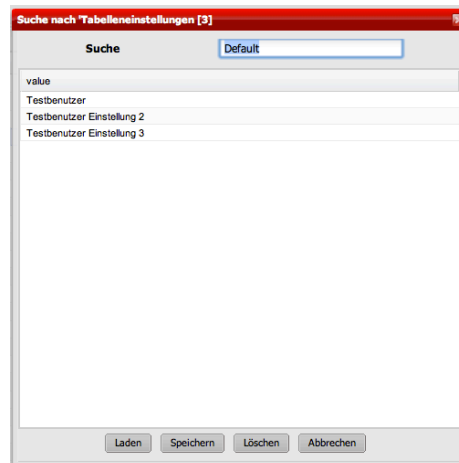 Suche nach 'Tabelleneinstellungen [3]
Suche Default
value
Testbenutzer
Testbenutzer Einstellung 2
Testbenutzer Einstellung 3
Laden Speichern Löschen Abbrechen